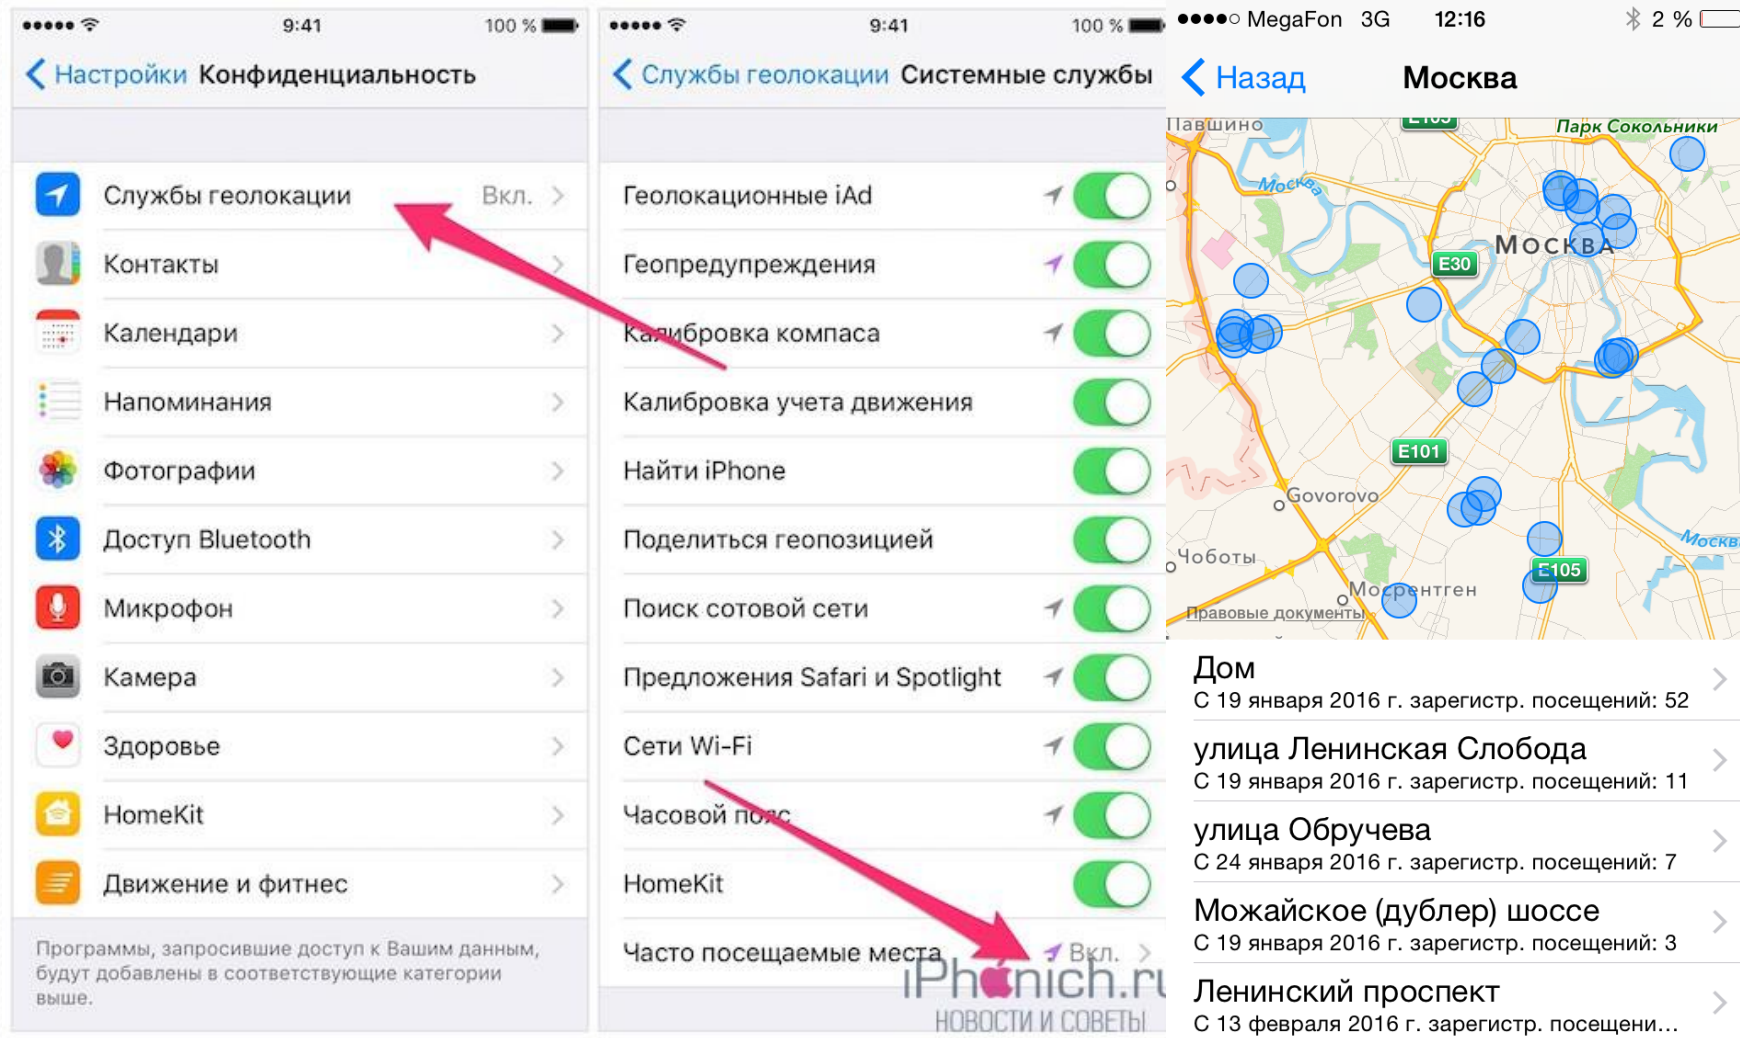 9:41
100 %
Настройки Конфиденциальность
Службы геолокации Вкл.
Контакты
Календари
Напоминания
Фотографии
Доступ Bluetooth
Микрофон
Камера
Здоровье
HomeKit
Движение и фитнес
Программы, запросившие доступ к Вашим данным,
будут добавлены в соответствующие категории
выше.
9:41
100 %
Службы геолокации Системные службы
Геолокационные iAd
Геопредупреждения
Калибровка компаса
Калибровка учета движения
Найти iPhone
Поделиться геопозицией
Поиск сотовой сети
Предложения Safari и Spotlight
Сети Wi-Fi
Часовой пояс
HomeKit
Часто посещаемые места Вкл.
iPhonich.ru
НОВОСТИ И СОВЕТЫ
MegaFon 3G 12:16 2 %
Назад Москва
Павшино
E105
Парк Сокольники
Москва
Москва
E30
E101
Govorovo
Москв
Чоботы
E105
Мосрентген
Правовые документы
Дом
С 19 января 2016 г. зарегистр. посещений: 52
улица Ленинская Слобода
С 19 января 2016 г. зарегистр. посещений: 11
улица Обручева
С 24 января 2016 г. зарегистр. посещений: 7
Можайское (дублер) шоссе
С 19 января 2016 г. зарегистр. посещений: 3
Ленинский проспект
С 13 февраля 2016 г. зарегистр. посещени...